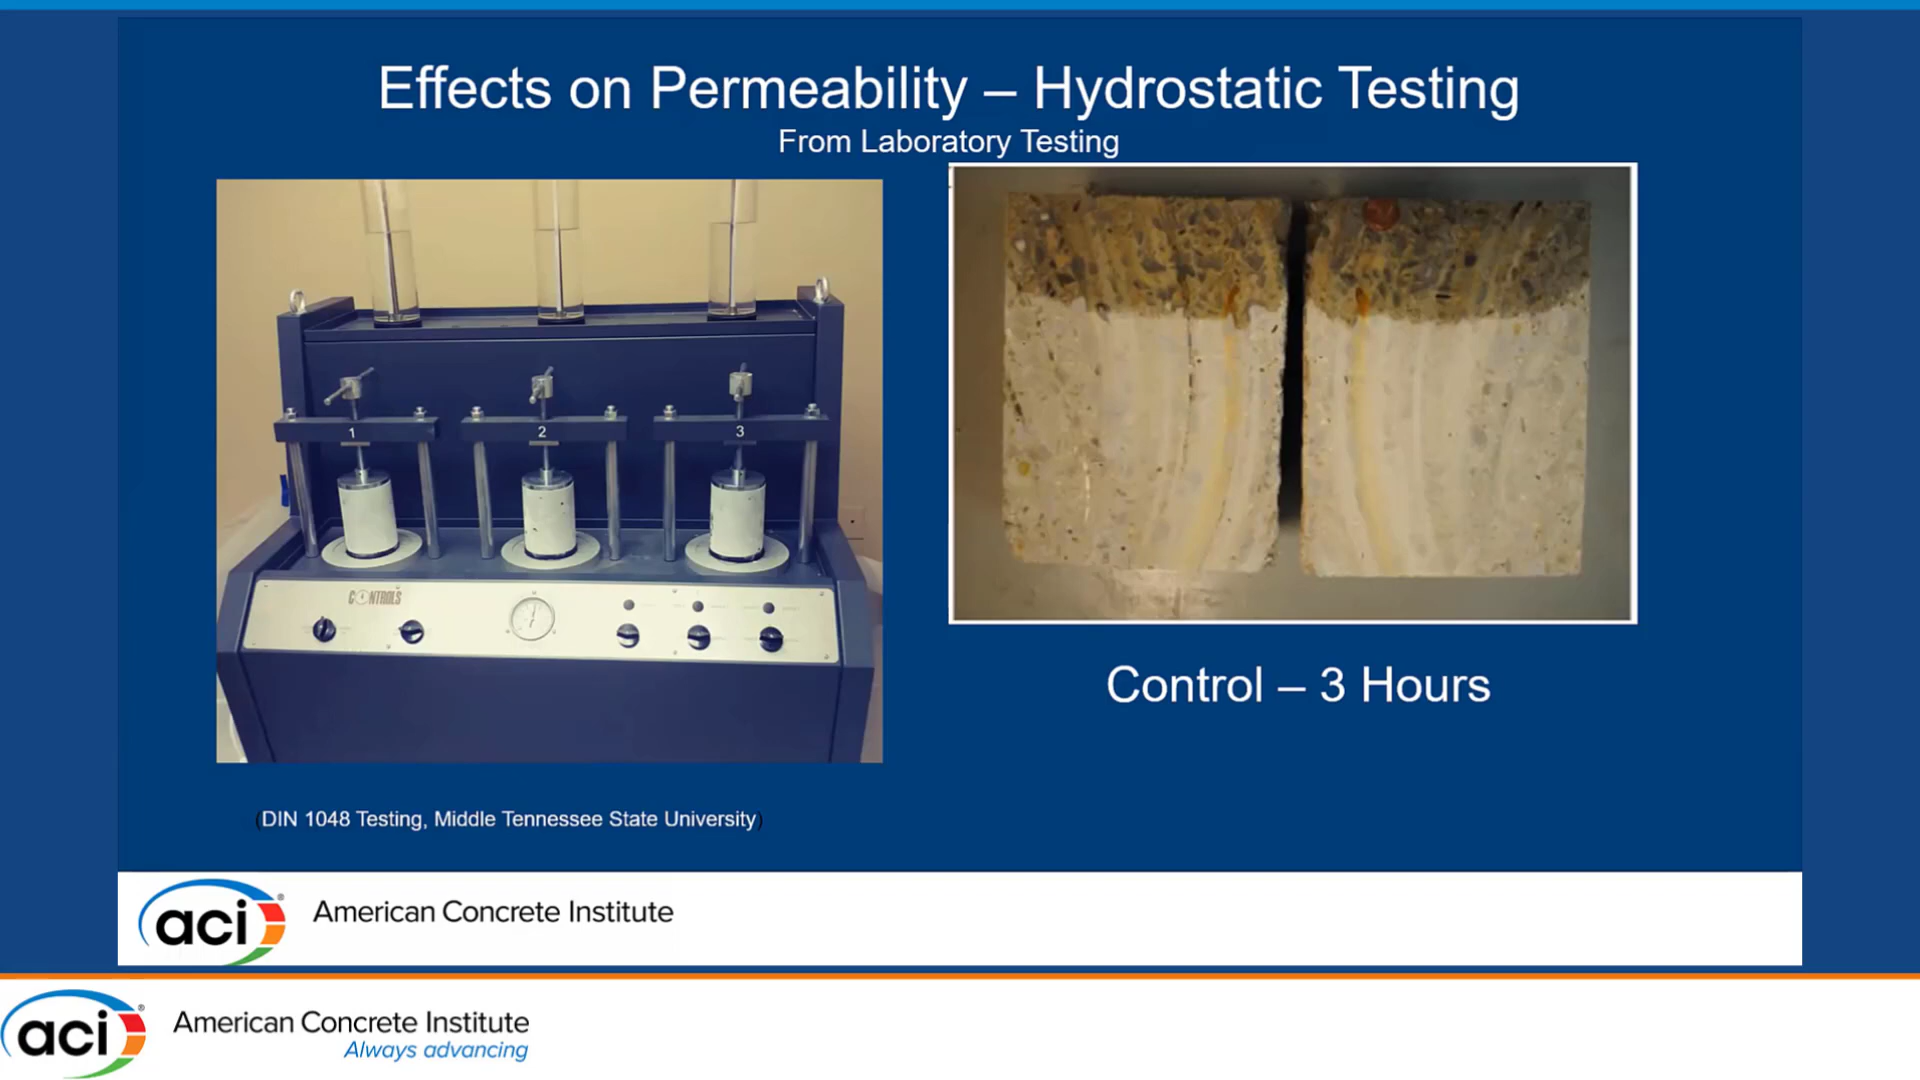 Effects on Permeability – Hydrostatic Testing
From Laboratory Testing
1
2
3
CONTROLS
Control – 3 Hours
(DIN 1048 Testing, Middle Tennessee State University)
aci®
American Concrete Institute
aci®
American Concrete Institute
Always advancing